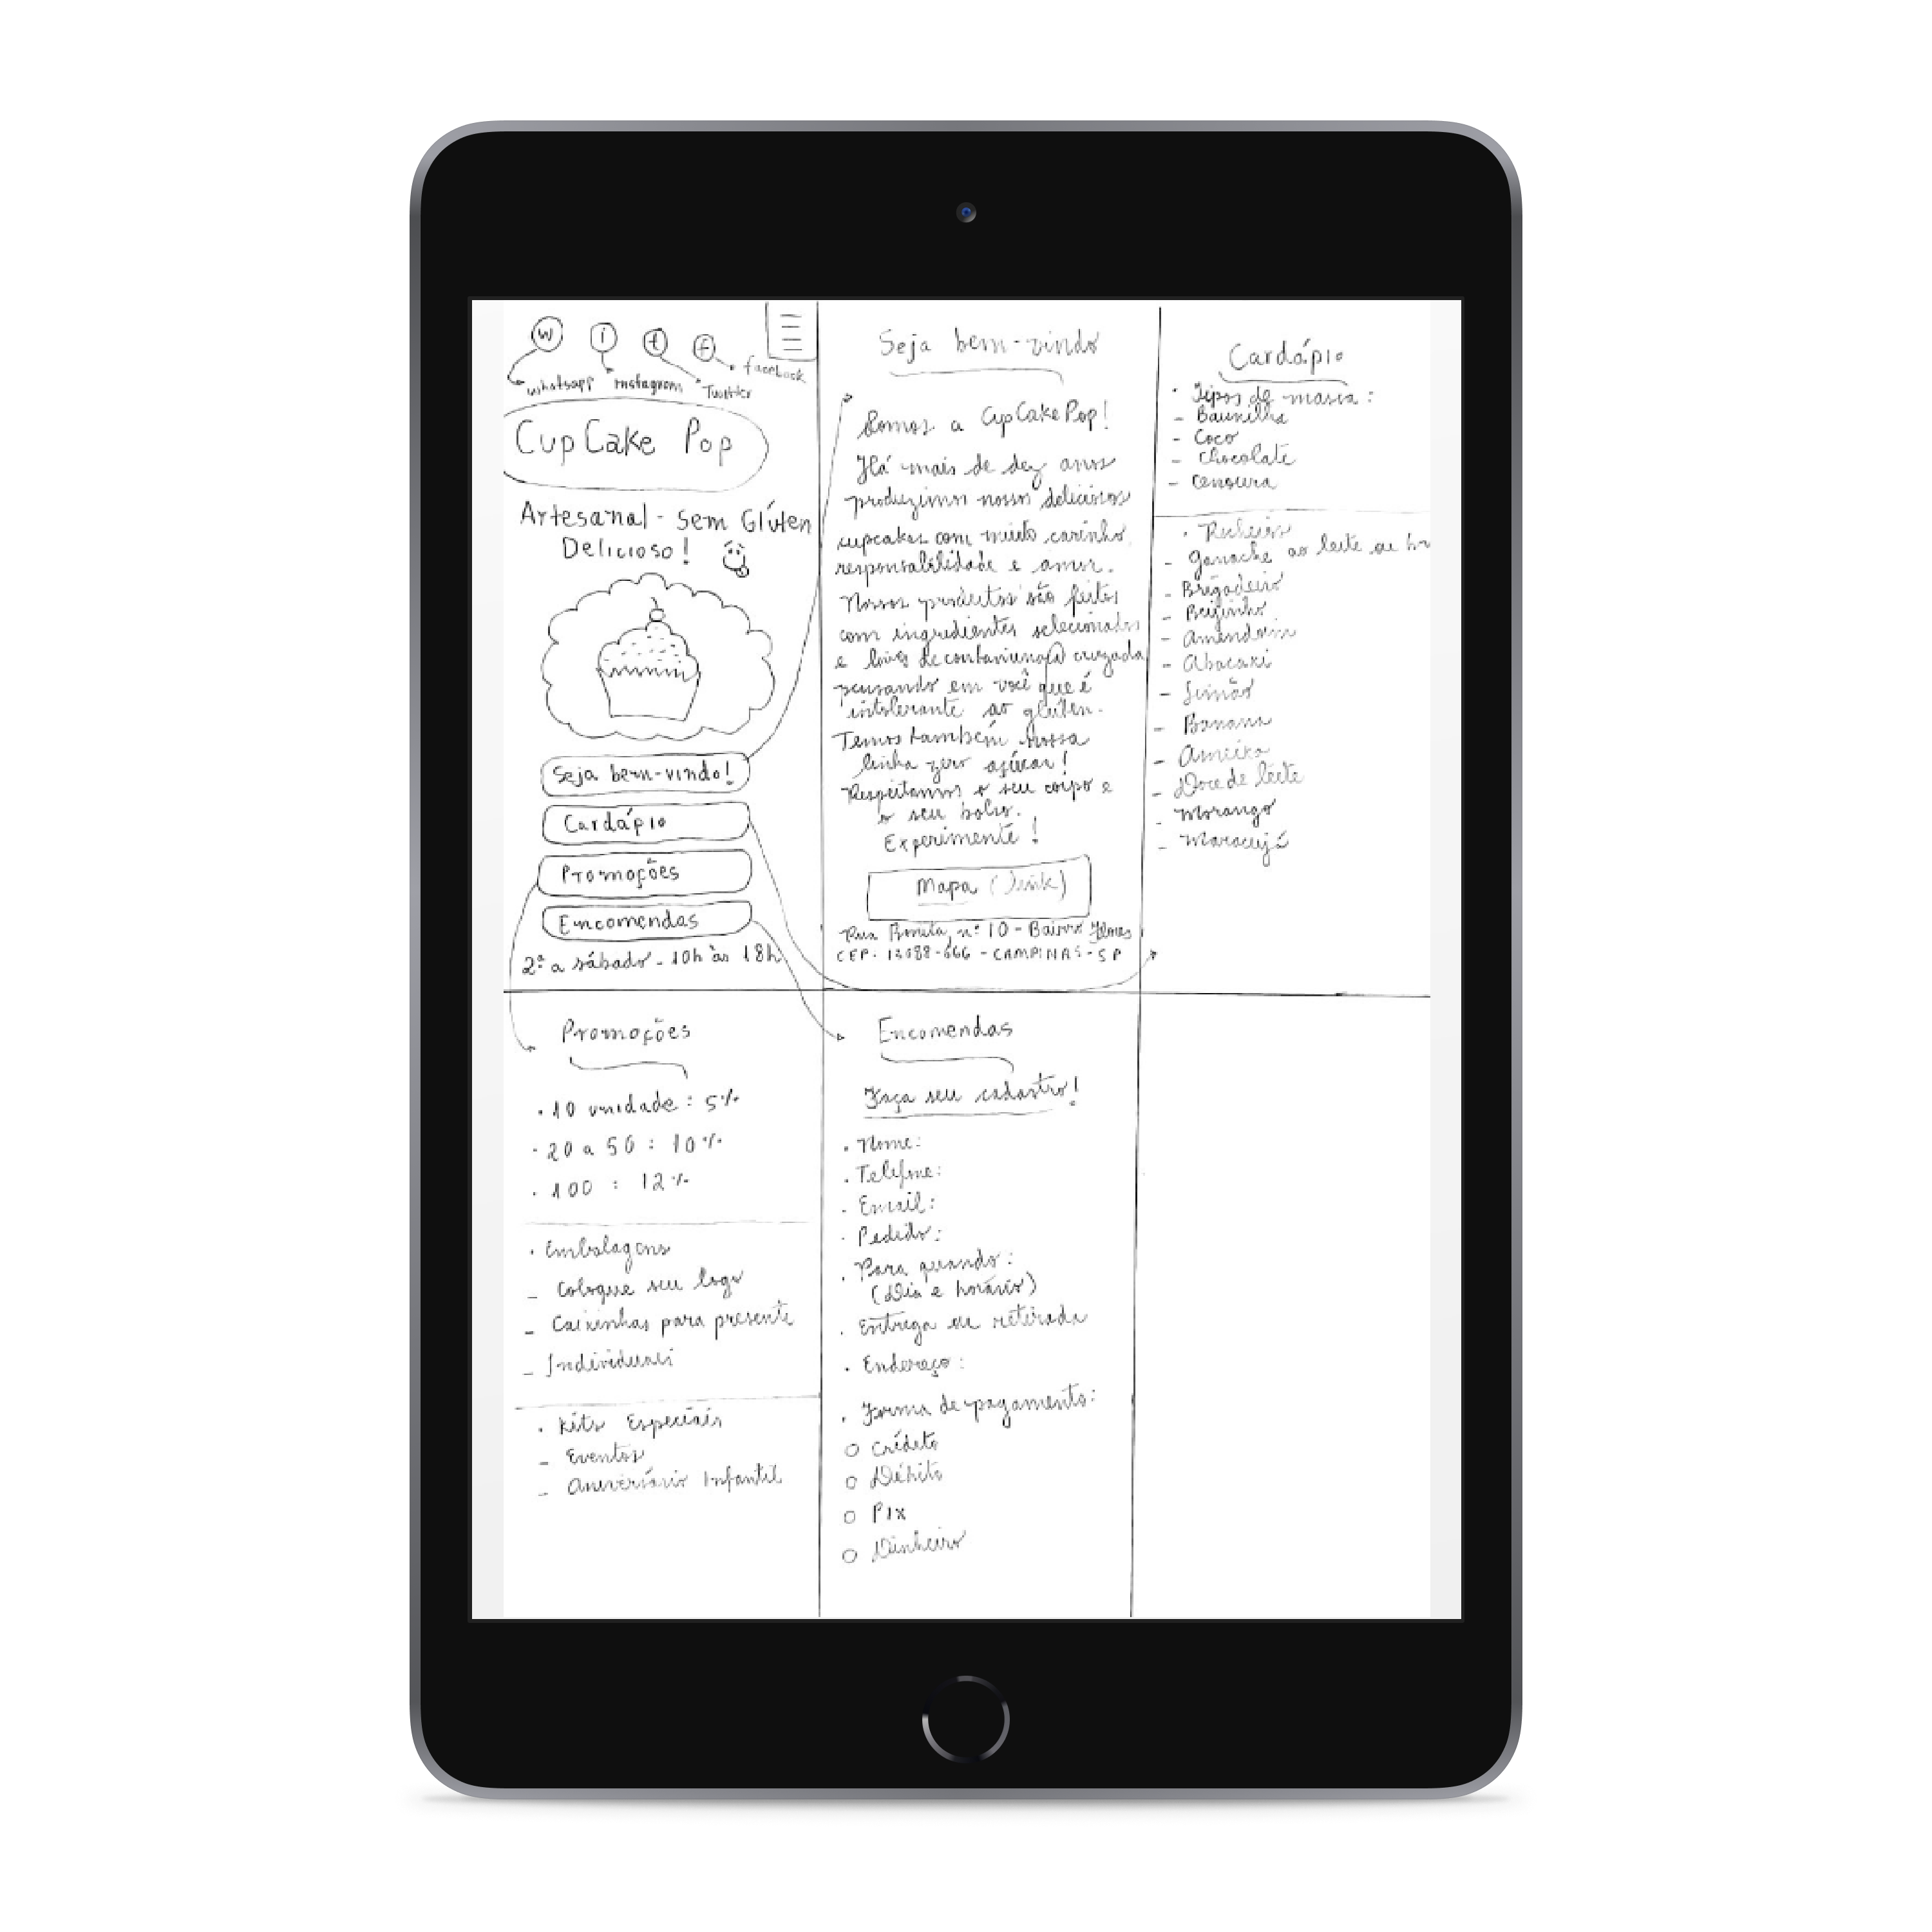 W i t f
whatsapp instagram Twitter facebook
CupCake Pop
Artesanal - Sem Glúten
Delicioso!
Seja bem-vindo!
Cardápio
Promoções
Encomendas
2ª a sábado - 10h às 18h
Seja bem-vindo
Somos a CupCakePop!
Há mais de dez anos
produzimos nossos deliciosos
cupcakes com muito carinho,
responsabilidade e amor.
Nossos produtos são feitos
com ingredientes selecionados
e livres de contaminação cruzada
pensando em você que é
intolerante ao glúten.
Temos também nossa
linha zero açúcar!
Respeitamos o seu corpo e
o seu bolso.
Experimente!
Mapa (link)
Rua Bonita, nº 10 - Bairro Flores
CEP. 13088-666 - CAMPINAS-SP
Cardápio
• Tipos de massa:
- Baunilha
- Coco
- Chocolate
- Cenoura
• Recheios
- Ganache ao leite ou
- Brigadeiro
- Beijinho
- Amendoim
- Abacaxi
- Limão
- Banana
- Ameixa
- Doce de leite
- Morango
- Maracujá
Promoções
• 10 unidade : 5%
• 20 a 50 : 10%
• 100 : 12%
• Embalagens
- Coloque seu logo
- Caixinhas para presente
- Individuais
• Kits Especiais
- Eventos
- Aniversário Infantil
Encomendas
Faça seu cadastro!
• Nome:
• Telefone:
• Email:
• Pedido:
• Para quando:
(Dia e horário)
• Entrega ou retirada
• Endereço:
• Forma de pagamento:
○ Crédito
○ Débito
○ Pix
○ Dinheiro